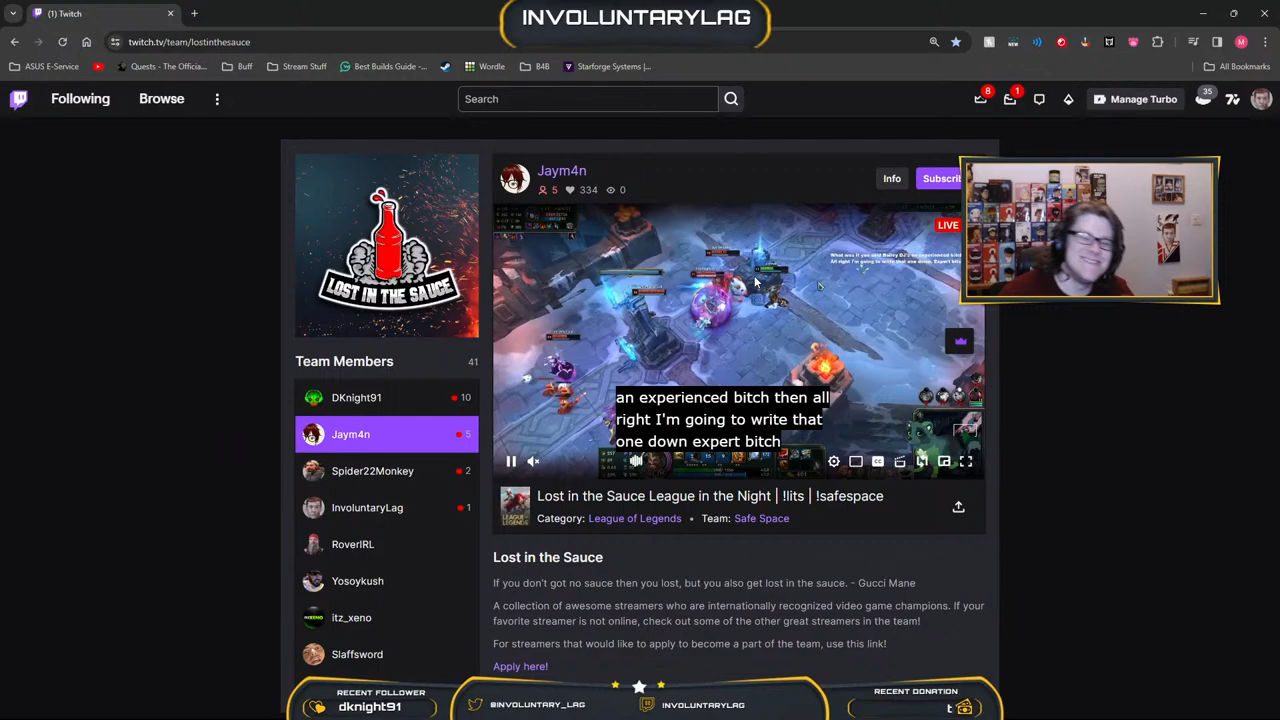 INVOLUNTARYLAG
(1) Twitch
twitch.tv/team/lostinthesauce
ASUS E-Service
Quests - The Officia...
Buff
Stream Stuff
Best Builds Guide -...
Wordle
B4B
Starforge Systems |...
All Bookmarks
Following
Browse
Search
8
1
Manage Turbo
35
LOST IN THE SAUCE
Jaym4n
5
334
0
Info
Subscrib
LIVE
an experienced bitch then all
right I'm going to write that
one down expert bitch
Team Members
41
DKnight91
10
Jaym4n
5
Spider22Monkey
2
InvoluntaryLag
1
RoverIRL
Yosoykush
itz_xeno
Slaffsword
Lost in the Sauce League in the Night | !lits | !safespace
Category: League of Legends • Team: Safe Space
Lost in the Sauce
If you don't got no sauce then you lost, but you also get lost in the sauce. - Gucci Mane
A collection of awesome streamers who are internationally recognized video game champions. If your
favorite streamer is not online, check out some of the other great streamers in the team!
For streamers that would like to apply to become a part of the team, use this link!
Apply here!
RECENT FOLLOWER
dknight91
@INVOLUNTARY_LAG
INVOLUNTARYLAG
RECENT DONATION
t